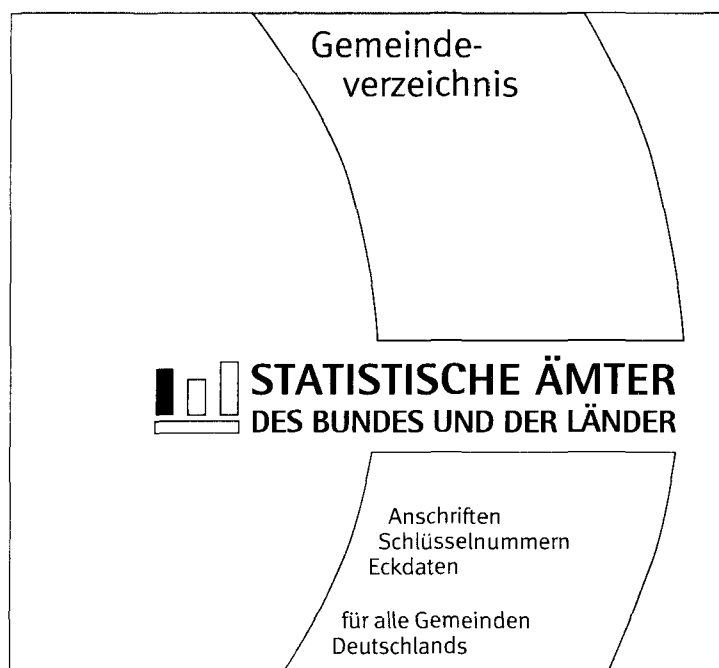 Gemeinde-
verzeichnis
STATISTISCHE ÄMTER
DES BUNDES UND DER LÄNDER
Anschriften
Schlüsselnummern
Eckdaten
für alle Gemeinden
Deutschlands